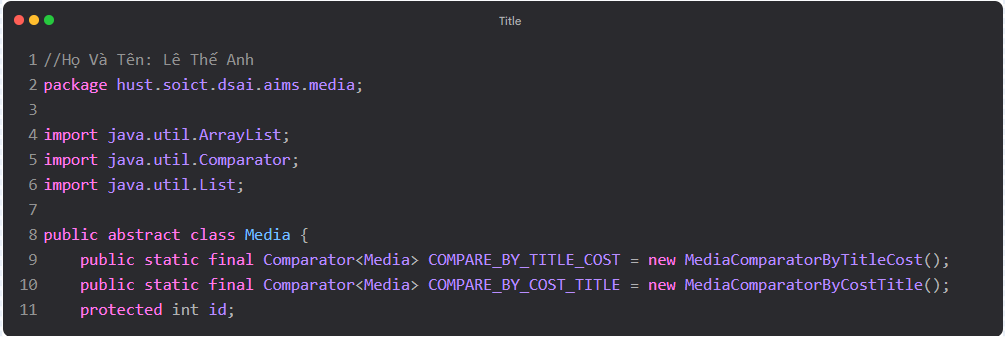 Title
1 //Họ Và Tên: Lê Thế Anh
2 package hust.soict.dsai.aims.media;
3
4 import java.util.ArrayList;
5 import java.util.Comparator;
6 import java.util.List;
7
8 public abstract class Media {
9     public static final Comparator<Media> COMPARE_BY_TITLE_COST = new MediaComparatorByTitleCost();
10     public static final Comparator<Media> COMPARE_BY_COST_TITLE = new MediaComparatorByCostTitle();
11     protected int id;